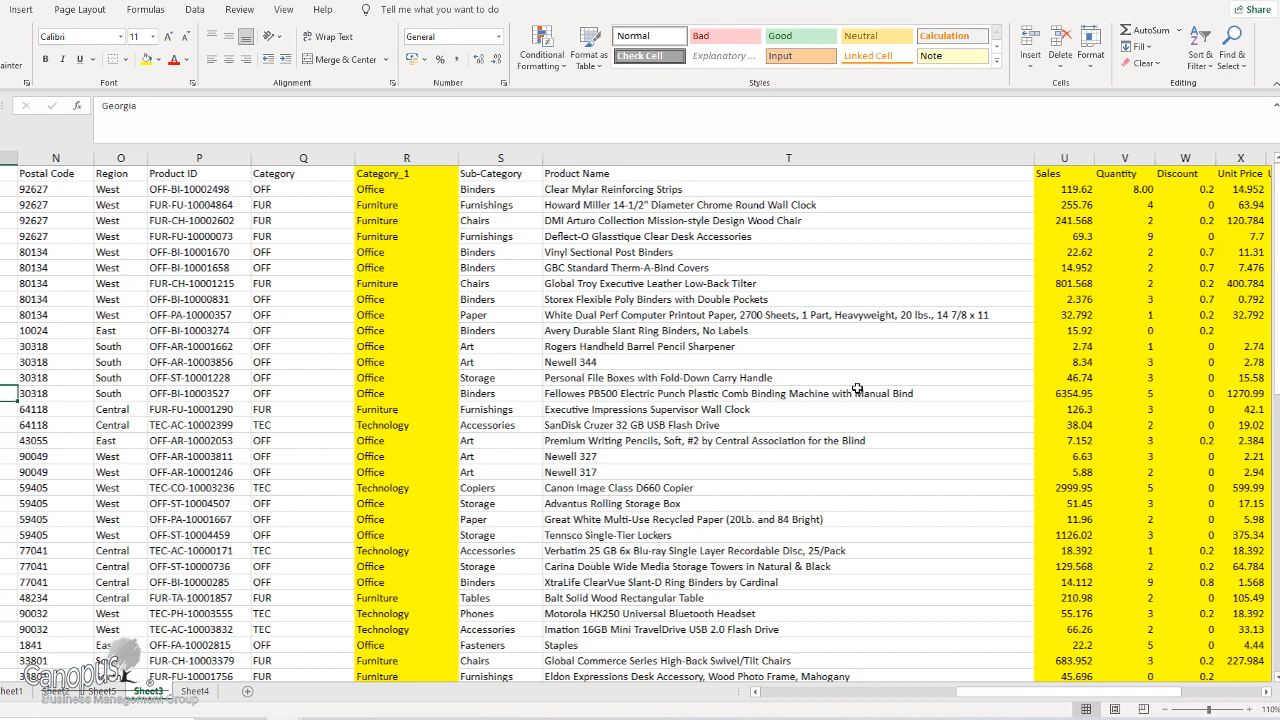 Insert Page Layout Formulas Data Review View Help Tell me what you want to do Share
Calibri 11 Wrap Text General Normal Bad Good Neutral Calculation AutoSum
ainter B I U Merge & Center % Conditional Formatting Format as Table Check Cell Explanatory ... Input Linked Cell Note Insert Delete Format Fill Clear Sort & Filter Find & Select
Font Alignment Number Styles Cells Editing
fx Georgia
N O P Q R S T U V W X
Postal Code Region Product ID Category Category_1 Sub-Category Product Name Sales Quantity Discount Unit Price
92627 West OFF-BI-10002498 OFF Office Binders Clear Mylar Reinforcing Strips 119.62 8.00 0.2 14.952
92627 West FUR-FU-10004864 FUR Furniture Furnishings Howard Miller 14-1/2" Diameter Chrome Round Wall Clock 255.76 4 0 63.94
92627 West FUR-CH-10002602 FUR Furniture Chairs DMI Arturo Collection Mission-style Design Wood Chair 241.568 2 0.2 120.784
92627 West FUR-FU-10000073 FUR Furniture Furnishings Deflect-O Glasstique Clear Desk Accessories 69.3 9 0 7.7
80134 West OFF-BI-10001670 OFF Office Binders Vinyl Sectional Post Binders 22.62 2 0.7 11.31
80134 West OFF-BI-10001658 OFF Office Binders GBC Standard Therm-A-Bind Covers 14.952 2 0.7 7.476
80134 West FUR-CH-10001215 FUR Furniture Chairs Global Troy Executive Leather Low-Back Tilter 801.568 2 0.2 400.784
80134 West OFF-BI-10000831 OFF Office Binders Storex Flexible Poly Binders with Double Pockets 2.376 3 0.7 0.792
80134 West OFF-PA-10000357 OFF Office Paper White Dual Perf Computer Printout Paper, 2700 Sheets, 1 Part, Heavyweight, 20 lbs., 14 7/8 x 11 32.792 1 0.2 32.792
10024 East OFF-BI-10003274 OFF Office Binders Avery Durable Slant Ring Binders, No Labels 15.92 0 0.2
30318 South OFF-AR-10001662 OFF Office Art Rogers Handheld Barrel Pencil Sharpener 2.74 1 0 2.74
30318 South OFF-AR-10003856 OFF Office Art Newell 344 8.34 3 0 2.78
30318 South OFF-ST-10001228 OFF Office Storage Personal File Boxes with Fold-Down Carry Handle 46.74 3 0 15.58
30318 South OFF-BI-10003527 OFF Office Binders Fellowes PB500 Electric Punch Plastic Comb Binding Machine with Manual Bind 6354.95 5 0 1270.99
64118 Central FUR-FU-10001290 FUR Furniture Furnishings Executive Impressions Supervisor Wall Clock 126.3 3 0 42.1
64118 Central TEC-AC-10002399 TEC Technology Accessories SanDisk Cruzer 32 GB USB Flash Drive 38.04 2 0 19.02
43055 East OFF-AR-10002053 OFF Office Art Premium Writing Pencils, Soft, #2 by Central Association for the Blind 7.152 3 0.2 2.384
90049 West OFF-AR-10003811 OFF Office Art Newell 327 6.63 3 0 2.21
90049 West OFF-AR-10001246 OFF Office Art Newell 317 5.88 2 0 2.94
59405 West TEC-CO-10003236 TEC Technology Copiers Canon Image Class D660 Copier 2999.95 5 0 599.99
59405 West OFF-ST-10004507 OFF Office Storage Advantus Rolling Storage Box 51.45 3 0 17.15
59405 West OFF-PA-10001667 OFF Office Paper Great White Multi-Use Recycled Paper (20Lb. and 84 Bright) 11.96 2 0 5.98
59405 West OFF-ST-10004459 OFF Office Storage Tennsco Single-Tier Lockers 1126.02 3 0 375.34
77041 Central TEC-AC-10000171 TEC Technology Accessories Verbatim 25 GB 6x Blu-ray Single Layer Recordable Disc, 25/Pack 18.392 1 0.2 18.392
77041 Central OFF-ST-10000736 OFF Office Storage Carina Double Wide Media Storage Towers in Natural & Black 129.568 2 0.2 64.784
77041 Central OFF-BI-10000285 OFF Office Binders XtraLife ClearVue Slant-D Ring Binders by Cardinal 14.112 9 0.8 1.568
48234 Central FUR-TA-10001857 FUR Furniture Tables Balt Solid Wood Rectangular Table 210.98 2 0 105.49
90032 West TEC-PH-10003555 TEC Technology Phones Motorola HK250 Universal Bluetooth Headset 55.176 3 0.2 18.392
90032 West TEC-AC-10003832 TEC Technology Accessories Imation 16GB Mini TravelDrive USB 2.0 Flash Drive 66.26 2 0 33.13
1841 East OFF-FA-10002815 OFF Office Fasteners Staples 22.2 5 0 4.44
33801 FUR-CH-10003379 FUR Furniture Chairs Global Commerce Series High-Back Swivel/Tilt Chairs 683.952 3 0.2 227.984
FUR-FU-10001756 FUR Furniture Furnishings Eldon Expressions Desk Accessory, Wood Photo Frame, Mahogany 45.696 3 0.2
heet1 Sheet5 Sheet3 Sheet4
Canopus
Business Management Group
110%